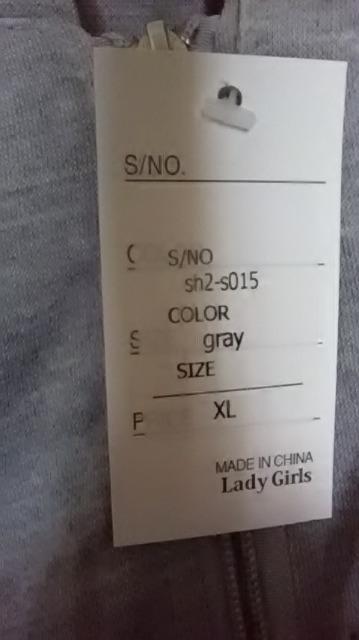 S/NO.
S/NO
sh2-s015
COLOR
gray
SIZE
XL
MADE IN CHINA
Lady Girls